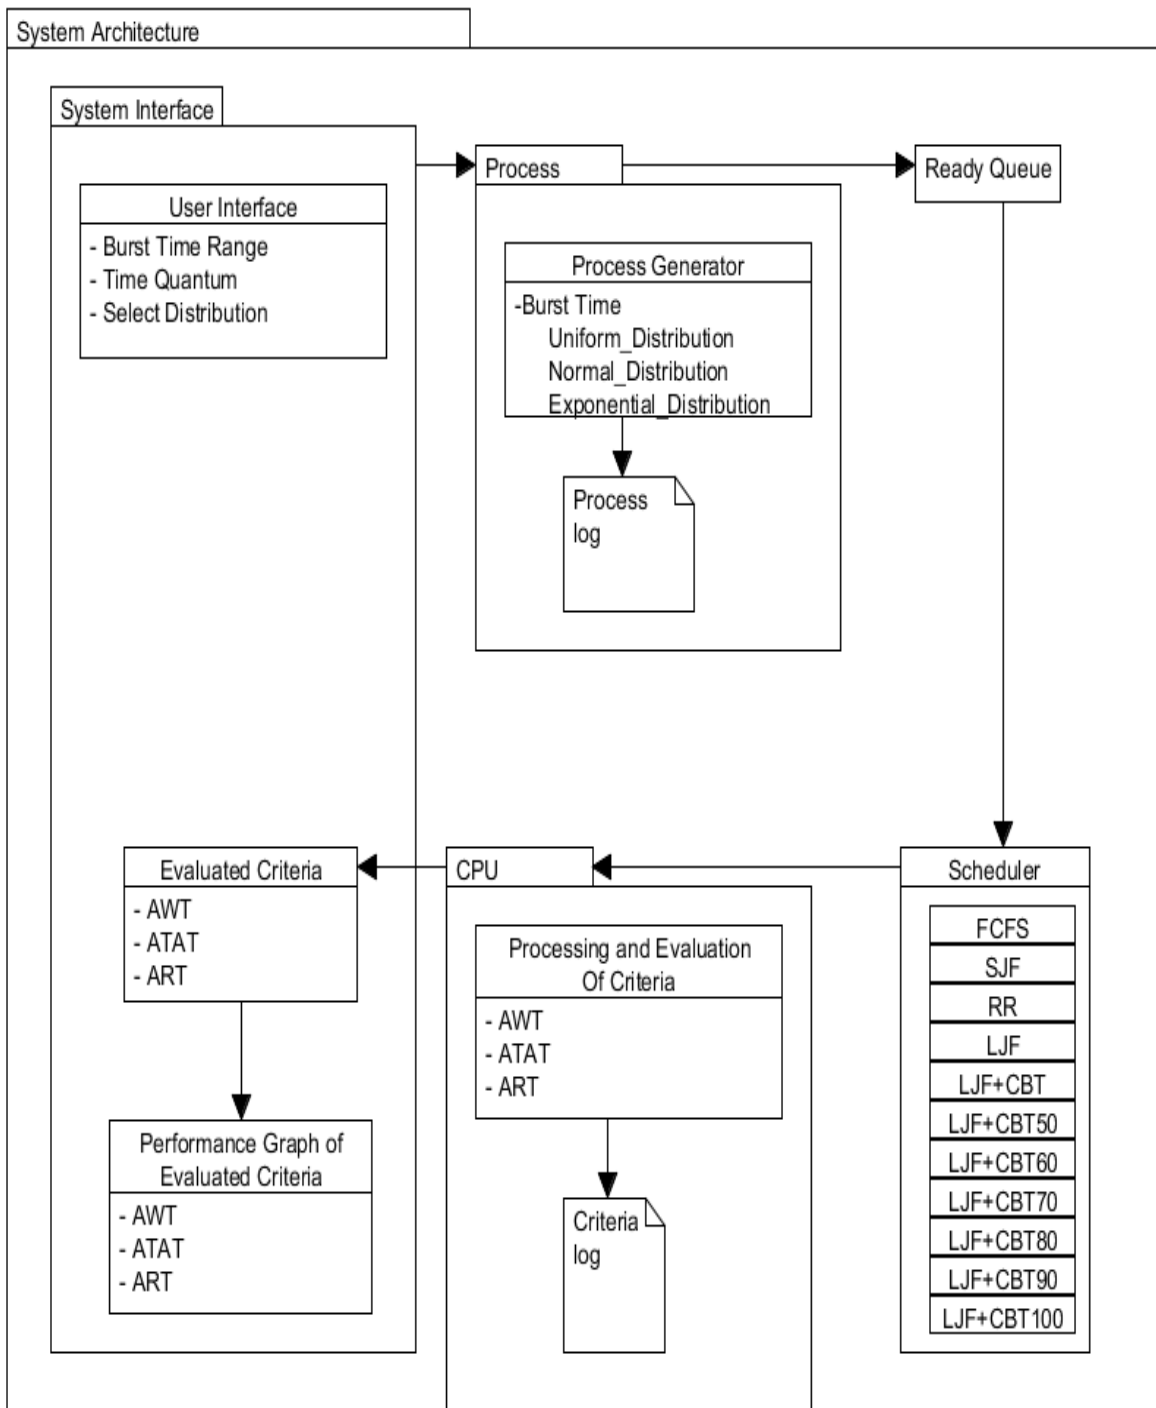 System Architecture
System Interface
User Interface
- Burst Time Range
- Time Quantum
- Select Distribution
Process
Process Generator
-Burst Time
Uniform_Distribution
Normal_Distribution
Exponential_Distribution
Process
log
Ready Queue
Scheduler
FCFS
SJF
RR
LJF
LJF+CBT
LJF+CBT50
LJF+CBT60
LJF+CBT70
LJF+CBT80
LJF+CBT90
LJF+CBT100
CPU
Processing and Evaluation
Of Criteria
- AWT
- ATAT
- ART
Criteria
log
Evaluated Criteria
- AWT
- ATAT
- ART
Performance Graph of
Evaluated Criteria
- AWT
- ATAT
- ART